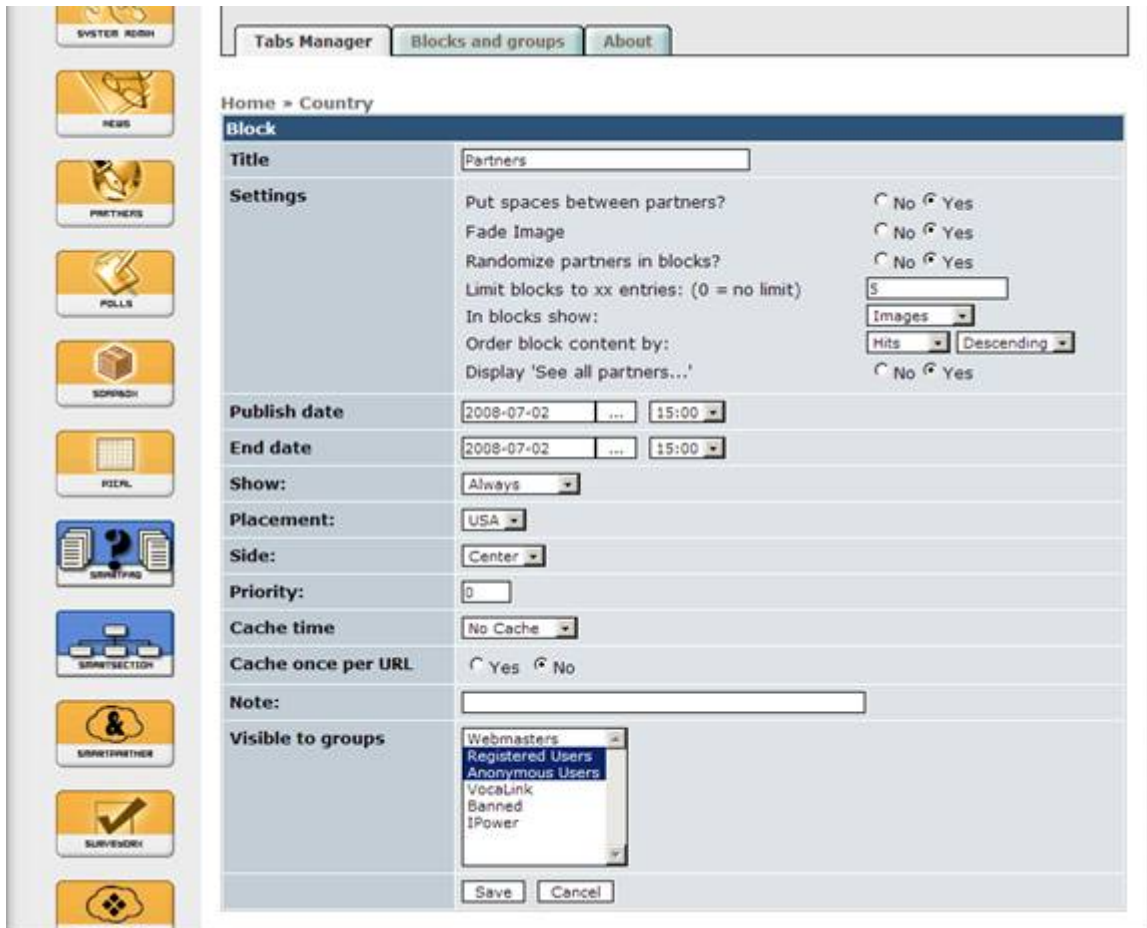 SYSTEM ADMIN
NEWS
PARTNERS
POLLS
SOAPBOX
PICAL
SMARTFAQ
SMARTSECTION
SMARTPARTNER
Tabs Manager Blocks and groups About
Home » Country
Block
Title Partners
Settings
Put spaces between partners? No Yes
Fade Image No Yes
Randomize partners in blocks? No Yes
Limit blocks to xx entries: (0 = no limit) 5
In blocks show: Images
Order block content by: Hits Descending
Display 'See all partners...' No Yes
Publish date 2008-07-02 ... 15:00
End date 2008-07-02 ... 15:00
Show: Always
Placement: USA
Side: Center
Priority: 0
Cache time No Cache
Cache once per URL Yes No
Note:
Visible to groups
Webmasters
Registered Users
Anonymous Users
VocaLink
Banned
IPower
Save Cancel